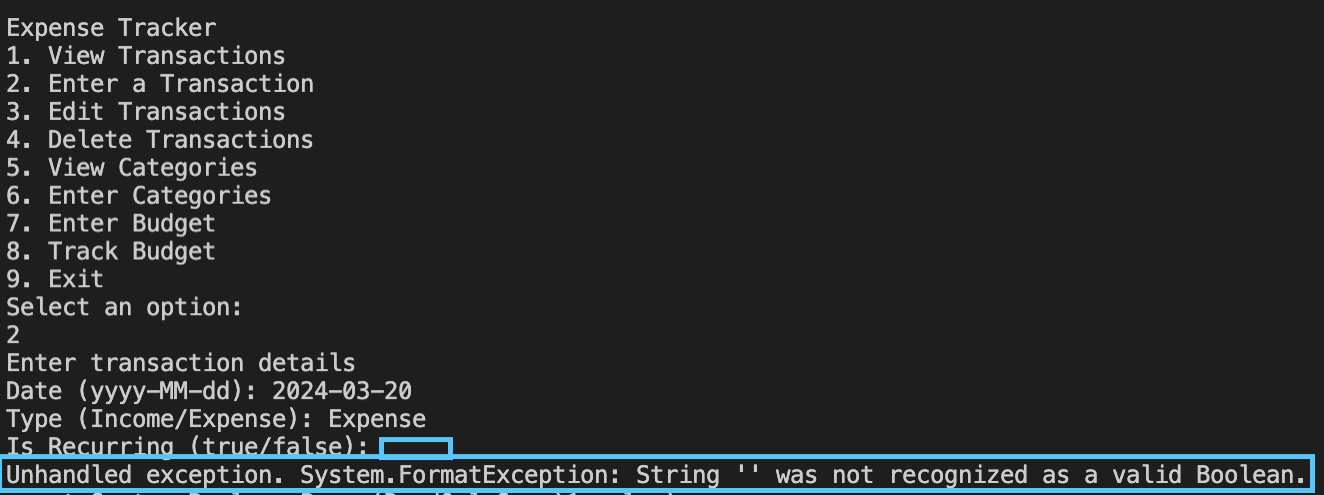 Expense Tracker
1. View Transactions
2. Enter a Transaction
3. Edit Transactions
4. Delete Transactions
5. View Categories
6. Enter Categories
7. Enter Budget
8. Track Budget
9. Exit
Select an option:
2
Enter transaction details
Date (yyyy-MM-dd): 2024-03-20
Type (Income/Expense): Expense
Is Recurring (true/false):
Unhandled exception. System.FormatException: String '' was not recognized as a valid Boolean.